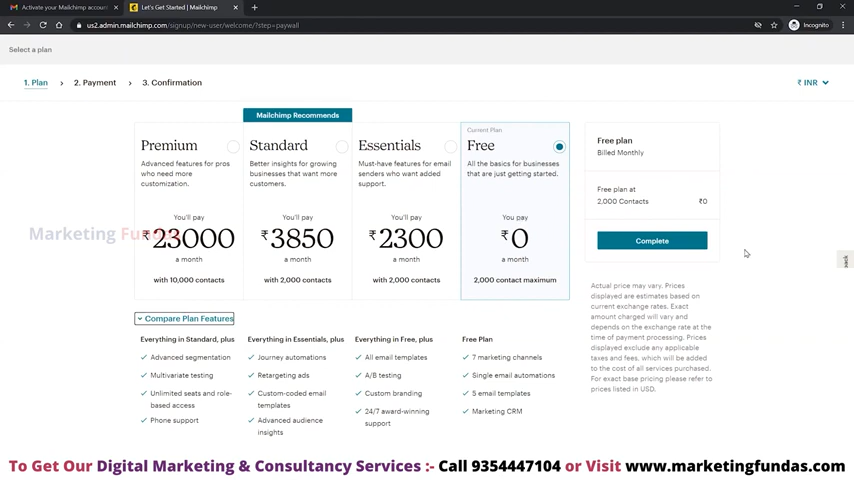 Activate your Mailchimp accoun
Let's Get Started | Mailchimp
us2.admin.mailchimp.com/signup/new-user/welcome/?step=paywall
Incognito
Select a plan
1. Plan > 2. Payment > 3. Confirmation
₹ INR
Mailchimp Recommends
Premium
Advanced features for pros
who need more
customization.
You'll pay
₹23000
a month
with 10,000 contacts
Standard
Better insights for growing
businesses that want more
customers.
You'll pay
₹3850
a month
with 2,000 contacts
Essentials
Must-have features for email
senders who want added
support.
You'll pay
₹2300
a month
with 2,000 contacts
Current Plan
Free
All the basics for businesses
that are just getting started.
You pay
₹0
a month
2,000 contact maximum
Free plan
Billed Monthly
Free plan at
2,000 Contacts ₹0
Complete
Actual price may vary. Prices
displayed are estimates based on
current exchange rates. Exact
amount charged will vary and
depends on the exchange rate at the
time of payment processing. Prices
displayed exclude any applicable
taxes and fees, which will be added
to the cost of all services purchased.
For exact base pricing please refer to
prices listed in USD.
Marketing Fundas
Compare Plan Features
Everything in Standard, plus
Advanced segmentation
Multivariate testing
Unlimited seats and role-
based access
Phone support
Everything in Essentials, plus
Journey automations
Retargeting ads
Custom-coded email
templates
Advanced audience
insights
Everything in Free, plus
All email templates
A/B testing
Custom branding
24/7 award-winning
support
Free Plan
7 marketing channels
Single email automations
5 email templates
Marketing CRM
back
To Get Our Digital Marketing & Consultancy Services :- Call 9354447104 or Visit www.marketingfundas.com